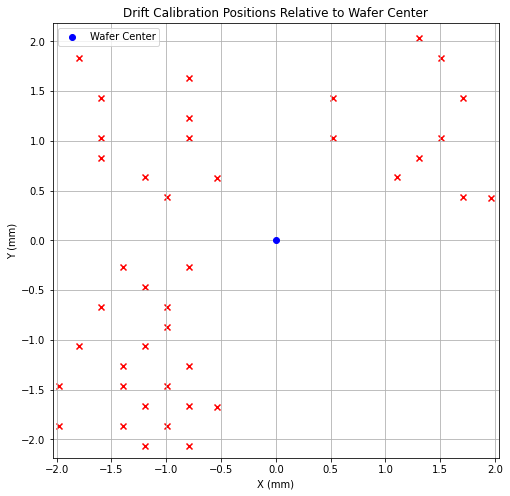 Drift Calibration Positions Relative to Wafer Center
Wafer Center
2.0
1.5
1.0
0.5
0.0
−0.5
−1.0
−1.5
−2.0
Y (mm)
−2.0 −1.5 −1.0 −0.5 0.0 0.5 1.0 1.5 2.0
X (mm)